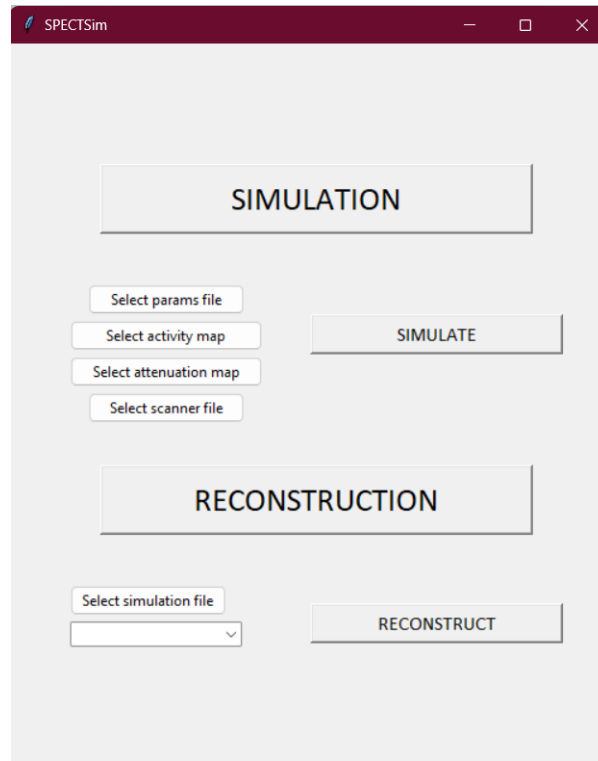 SPECTSim
SIMULATION
Select params file
Select activity map
Select attenuation map
Select scanner file
SIMULATE
RECONSTRUCTION
Select simulation file
RECONSTRUCT